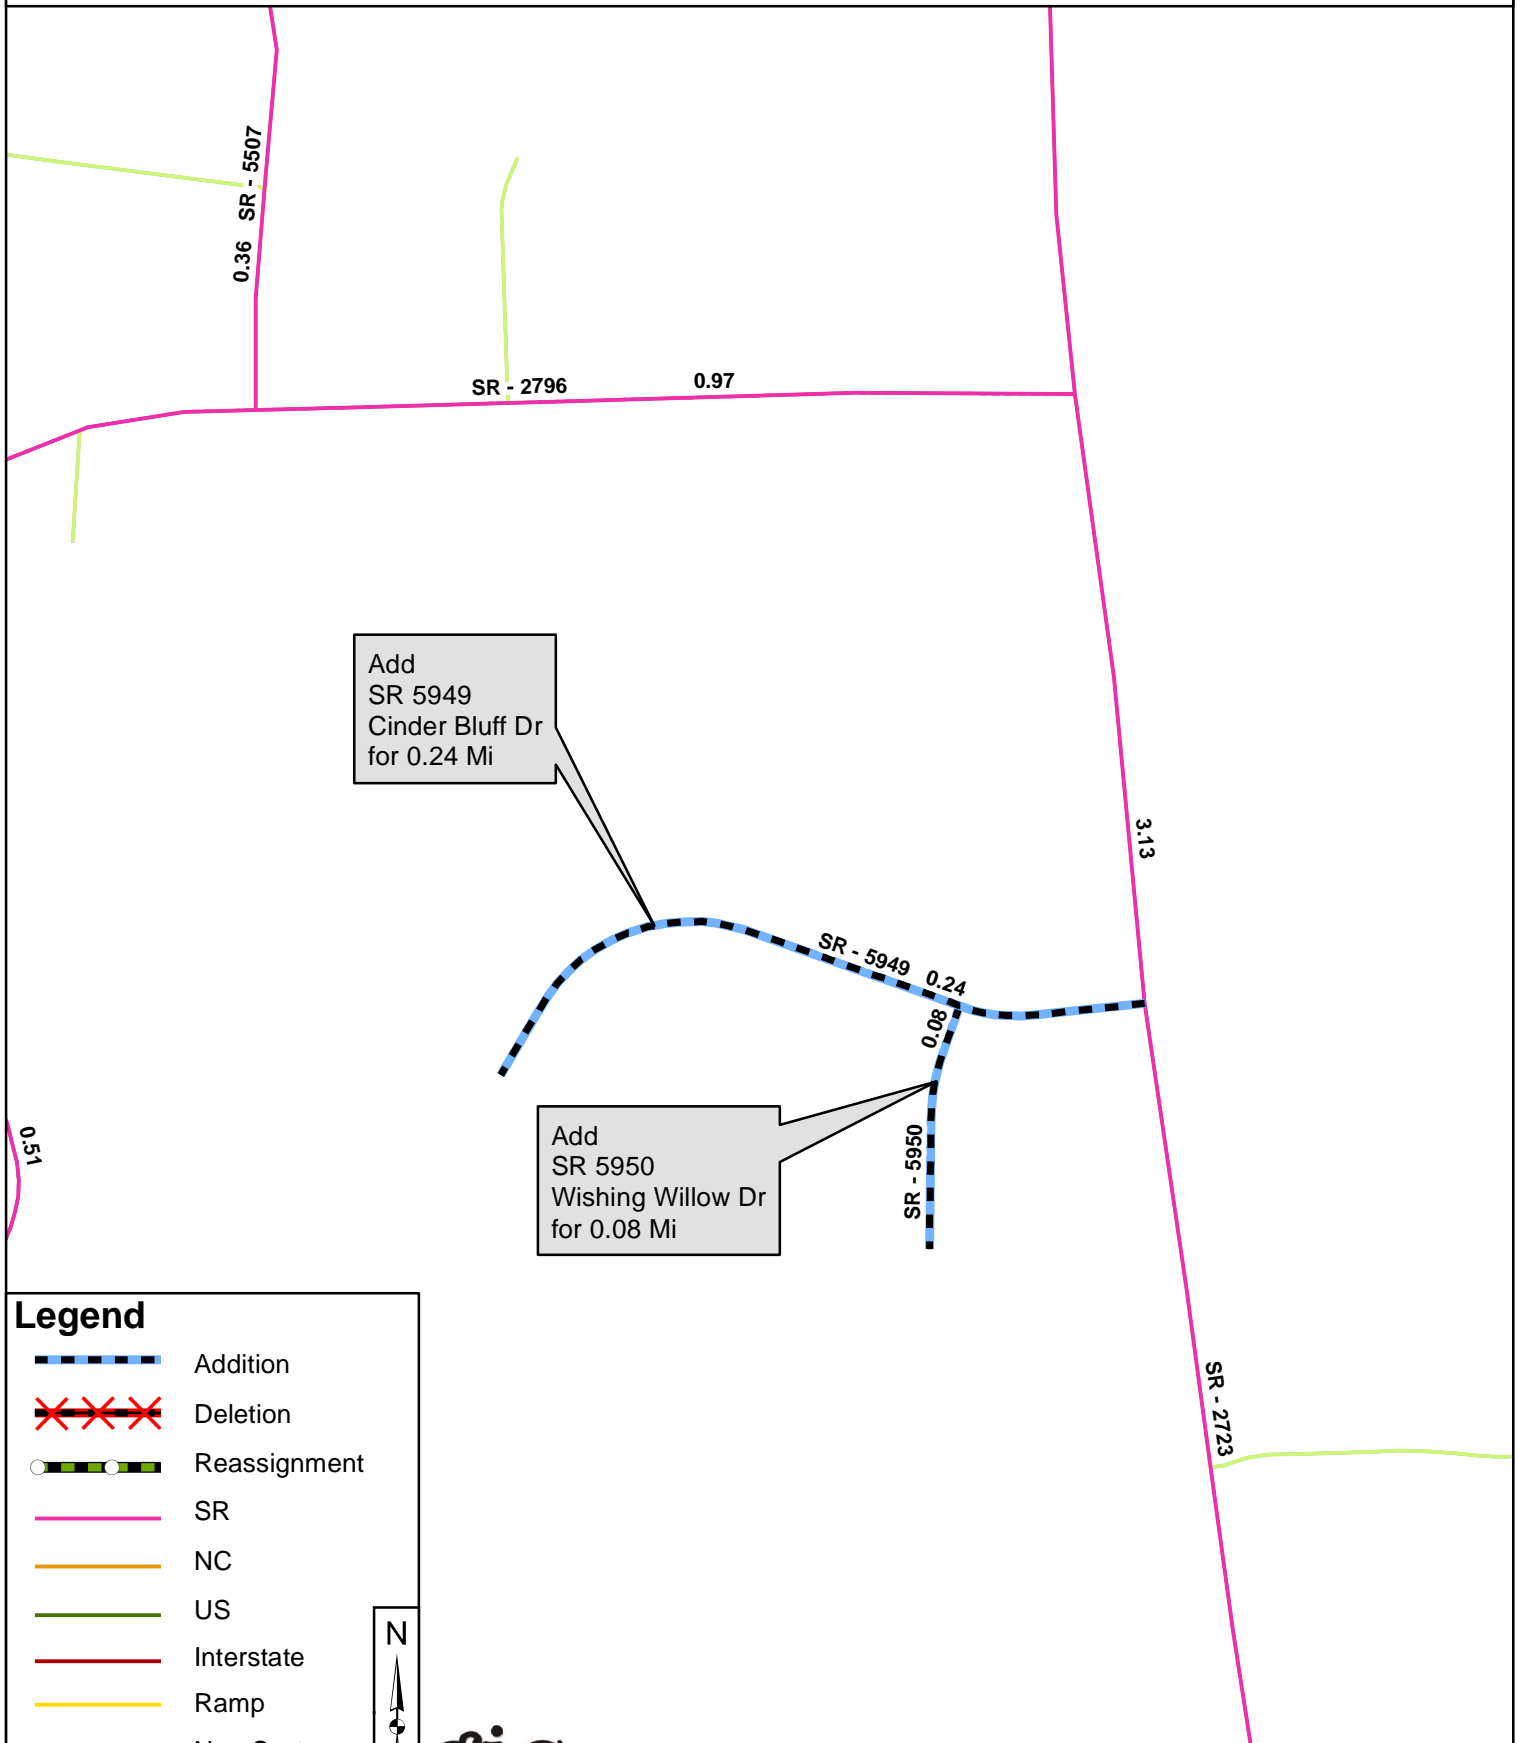 SR - 5507
0.36
SR - 2796
0.97
Add
SR 5949
Cinder Bluff Dr
for 0.24 Mi
3.13
SR - 5949
0.24
0.08
Add
SR 5950
Wishing Willow Dr
for 0.08 Mi
SR - 5950
0.51
SR - 2723
Legend
Addition
Deletion
Reassignment
SR
NC
US
Interstate
Ramp
N